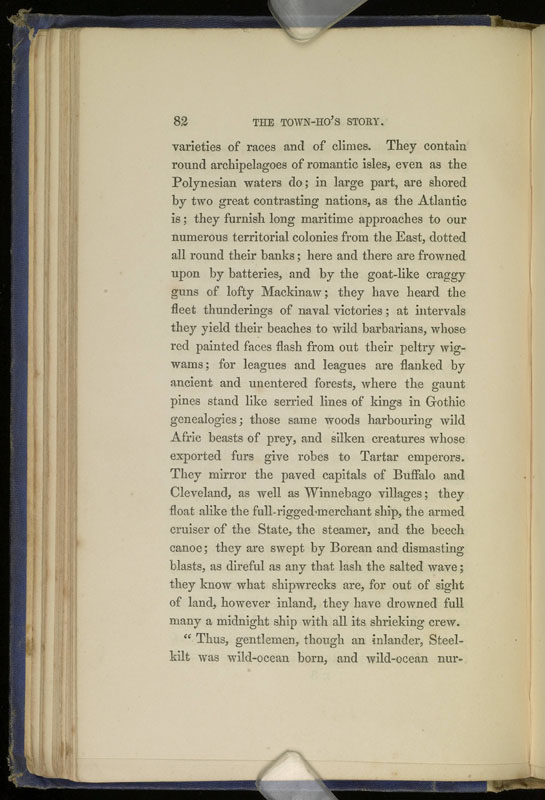 82 THE TOWN-HO'S STORY.
varieties of races and of climes. They contain
round archipelagoes of romantic isles, even as the
Polynesian waters do; in large part, are shored
by two great contrasting nations, as the Atlantic
is; they furnish long maritime approaches to our
numerous territorial colonies from the East, dotted
all round their banks; here and there are frowned
upon by batteries, and by the goat-like craggy
guns of lofty Mackinaw; they have heard the
fleet thunderings of naval victories; at intervals
they yield their beaches to wild barbarians, whose
red painted faces flash from out their peltry wig-
wams; for leagues and leagues are flanked by
ancient and unentered forests, where the gaunt
pines stand like serried lines of kings in Gothic
genealogies; those same woods harbouring wild
Afric beasts of prey, and silken creatures whose
exported furs give robes to Tartar emperors.
They mirror the paved capitals of Buffalo and
Cleveland, as well as Winnebago villages; they
float alike the full-rigged-merchant ship, the armed
cruiser of the State, the steamer, and the beech
canoe; they are swept by Borean and dismasting
blasts, as direful as any that lash the salted wave;
they know what shipwrecks are, for out of sight
of land, however inland, they have drowned full
many a midnight ship with all its shrieking crew.
“ Thus, gentlemen, though an inlander, Steel-
kilt was wild-ocean born, and wild-ocean nur-